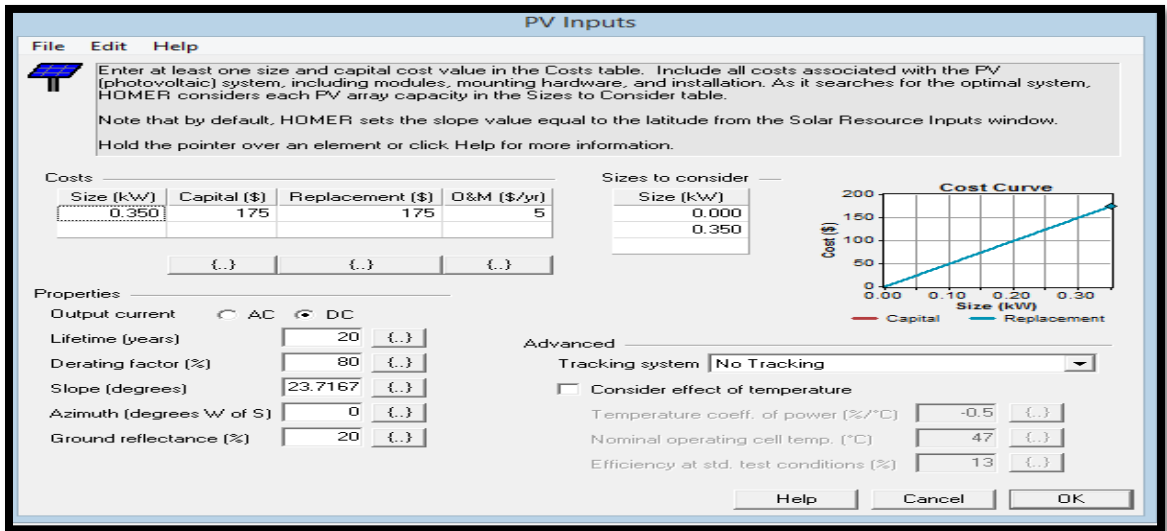 PV Inputs
File Edit Help
Enter at least one size and capital cost value in the Costs table. Include all costs associated with the PV
(photovoltaic) system, including modules, mounting hardware, and installation. As it searches for the optimal system,
HOMER considers each PV array capacity in the Sizes to Consider table.
Note that by default, HOMER sets the slope value equal to the latitude from the Solar Resource Inputs window.
Hold the pointer over an element or click Help for more information.
Costs
Size (kW) Capital ($) Replacement ($) O&M ($/yr)
0.350 175 175 5
{..} {..} {..}
Sizes to consider
Size (kW)
0.000
0.350
Cost Curve
Cost ($)
200
150
100
50
0
0.00 0.10 0.20 0.30
Size (kW)
Capital Replacement
Properties
Output current AC DC
Lifetime (years) 20 {..}
Derating factor (%) 80 {..}
Slope (degrees) 23.7167 {..}
Azimuth (degrees W of S) 0 {..}
Ground reflectance (%) 20 {..}
Advanced
Tracking system No Tracking
Consider effect of temperature
Temperature coeff. of power (%/°C) -0.5 {..}
Nominal operating cell temp. (°C) 47 {..}
Efficiency at std. test conditions (%) 13 {..}
Help Cancel OK